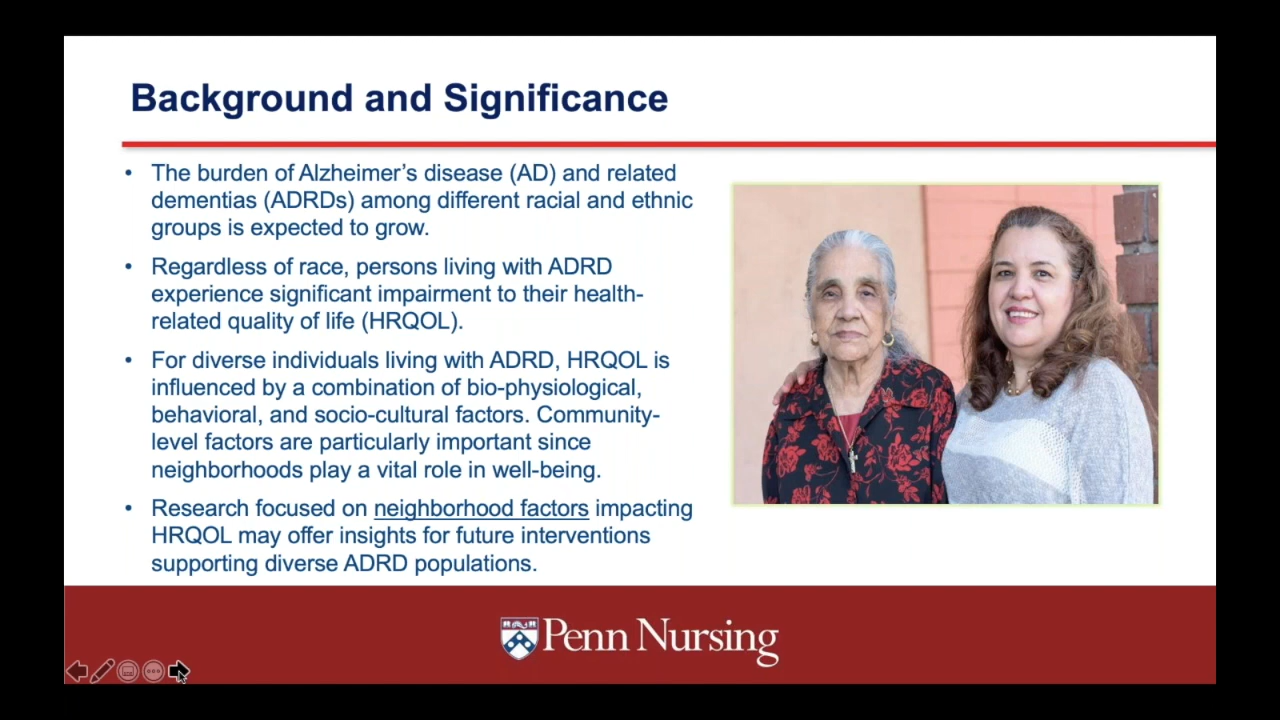 Background and Significance
• The burden of Alzheimer's disease (AD) and related
dementias (ADRDs) among different racial and ethnic
groups is expected to grow.
• Regardless of race, persons living with ADRD
experience significant impairment to their health-
related quality of life (HRQOL).
• For diverse individuals living with ADRD, HRQOL is
influenced by a combination of bio-physiological,
behavioral, and socio-cultural factors. Community-
level factors are particularly important since
neighborhoods play a vital role in well-being.
• Research focused on neighborhood factors impacting
HRQOL may offer insights for future interventions
supporting diverse ADRD populations.
Penn Nursing